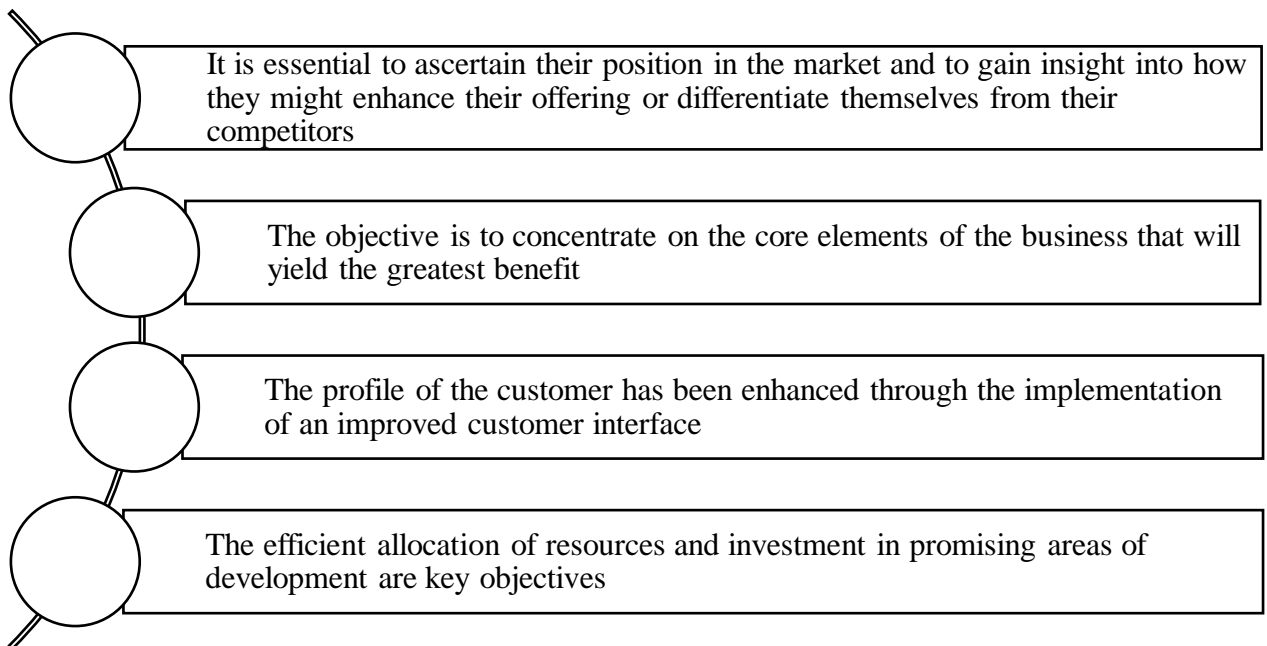 It is essential to ascertain their position in the market and to gain insight into how
they might enhance their offering or differentiate themselves from their
competitors
The objective is to concentrate on the core elements of the business that will
yield the greatest benefit
The profile of the customer has been enhanced through the implementation
of an improved customer interface
The efficient allocation of resources and investment in promising areas of
development are key objectives